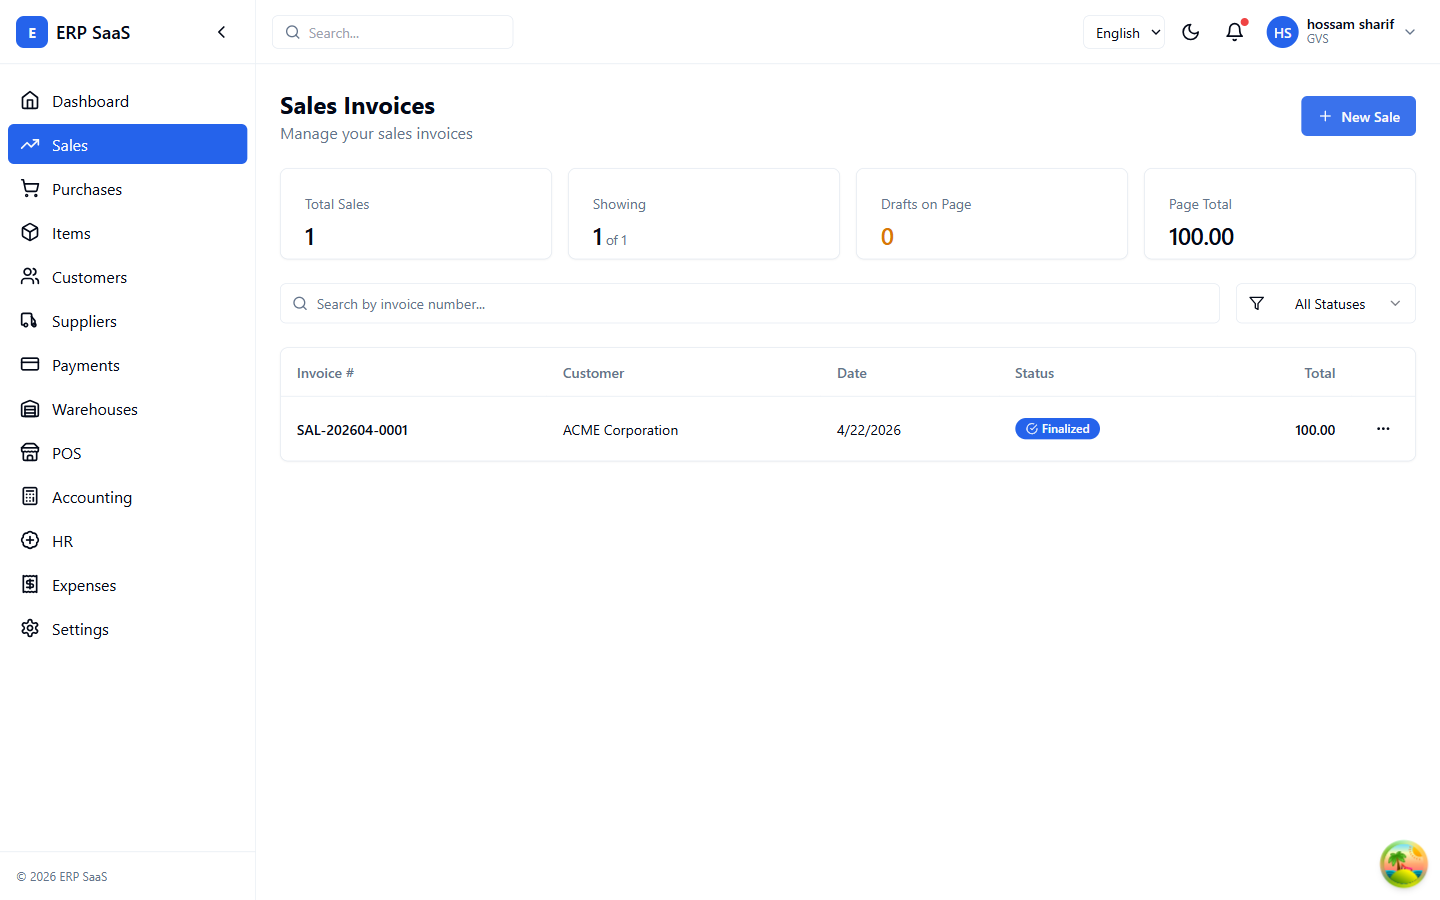 E ERP SaaS
Search...
English
hossam sharif
GVS
HS
Dashboard
Sales
Purchases
Items
Customers
Suppliers
Payments
Warehouses
POS
Accounting
HR
Expenses
Settings
© 2026 ERP SaaS
Sales Invoices
Manage your sales invoices
New Sale
Total Sales
1
Showing
1 of 1
Drafts on Page
0
Page Total
100.00
Search by invoice number...
All Statuses
Invoice # Customer Date Status Total
SAL-202604-0001 ACME Corporation 4/22/2026 Finalized 100.00